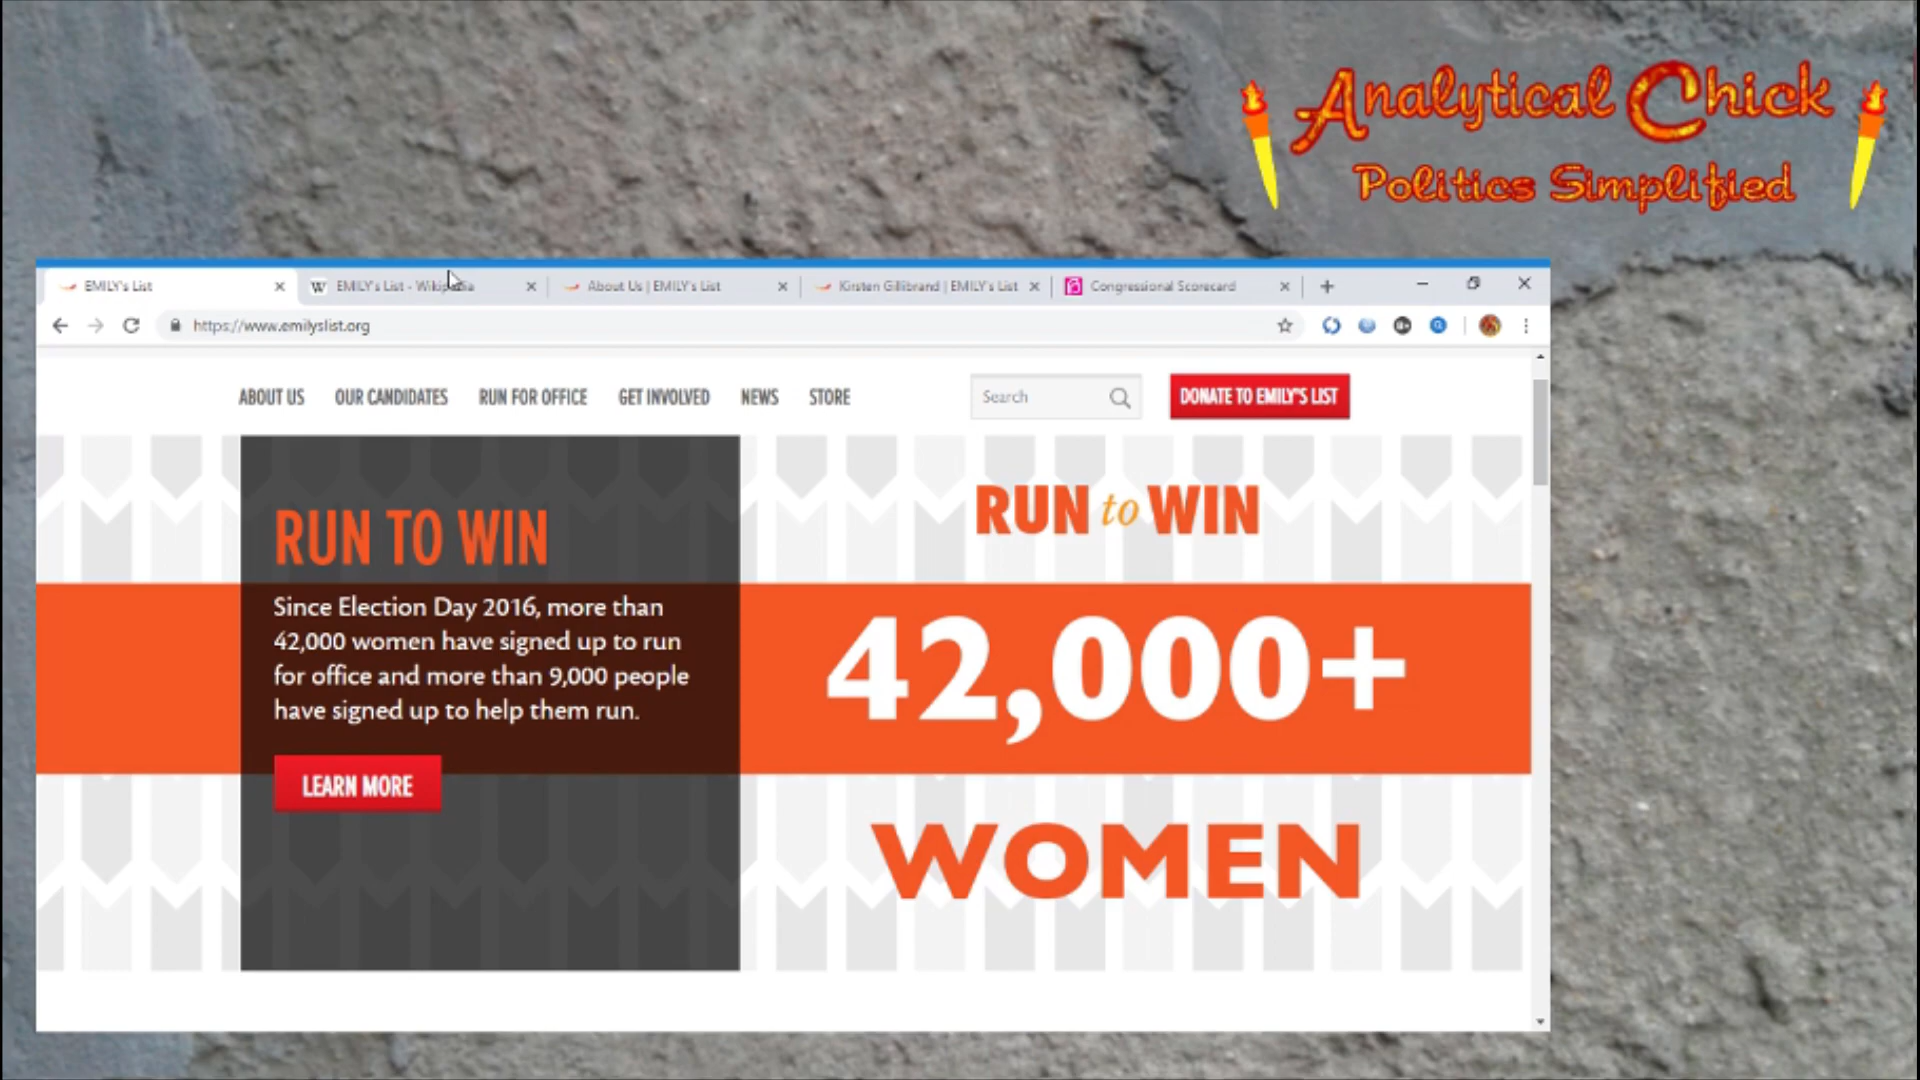 Analytical Chick
Politics Simplified
EMILY's List
EMILY's List - Wikipedia
About Us | EMILY's List
Kirsten Gillibrand | EMILY's List
Congressional Scorecard
https://www.emilyslist.org
ABOUT US
OUR CANDIDATES
RUN FOR OFFICE
GET INVOLVED
NEWS
STORE
Search
DONATE TO EMILY'S LIST
RUN TO WIN
Since Election Day 2016, more than
42,000 women have signed up to run
for office and more than 9,000 people
have signed up to help them run.
LEARN MORE
RUN to WIN
42,000+
WOMEN